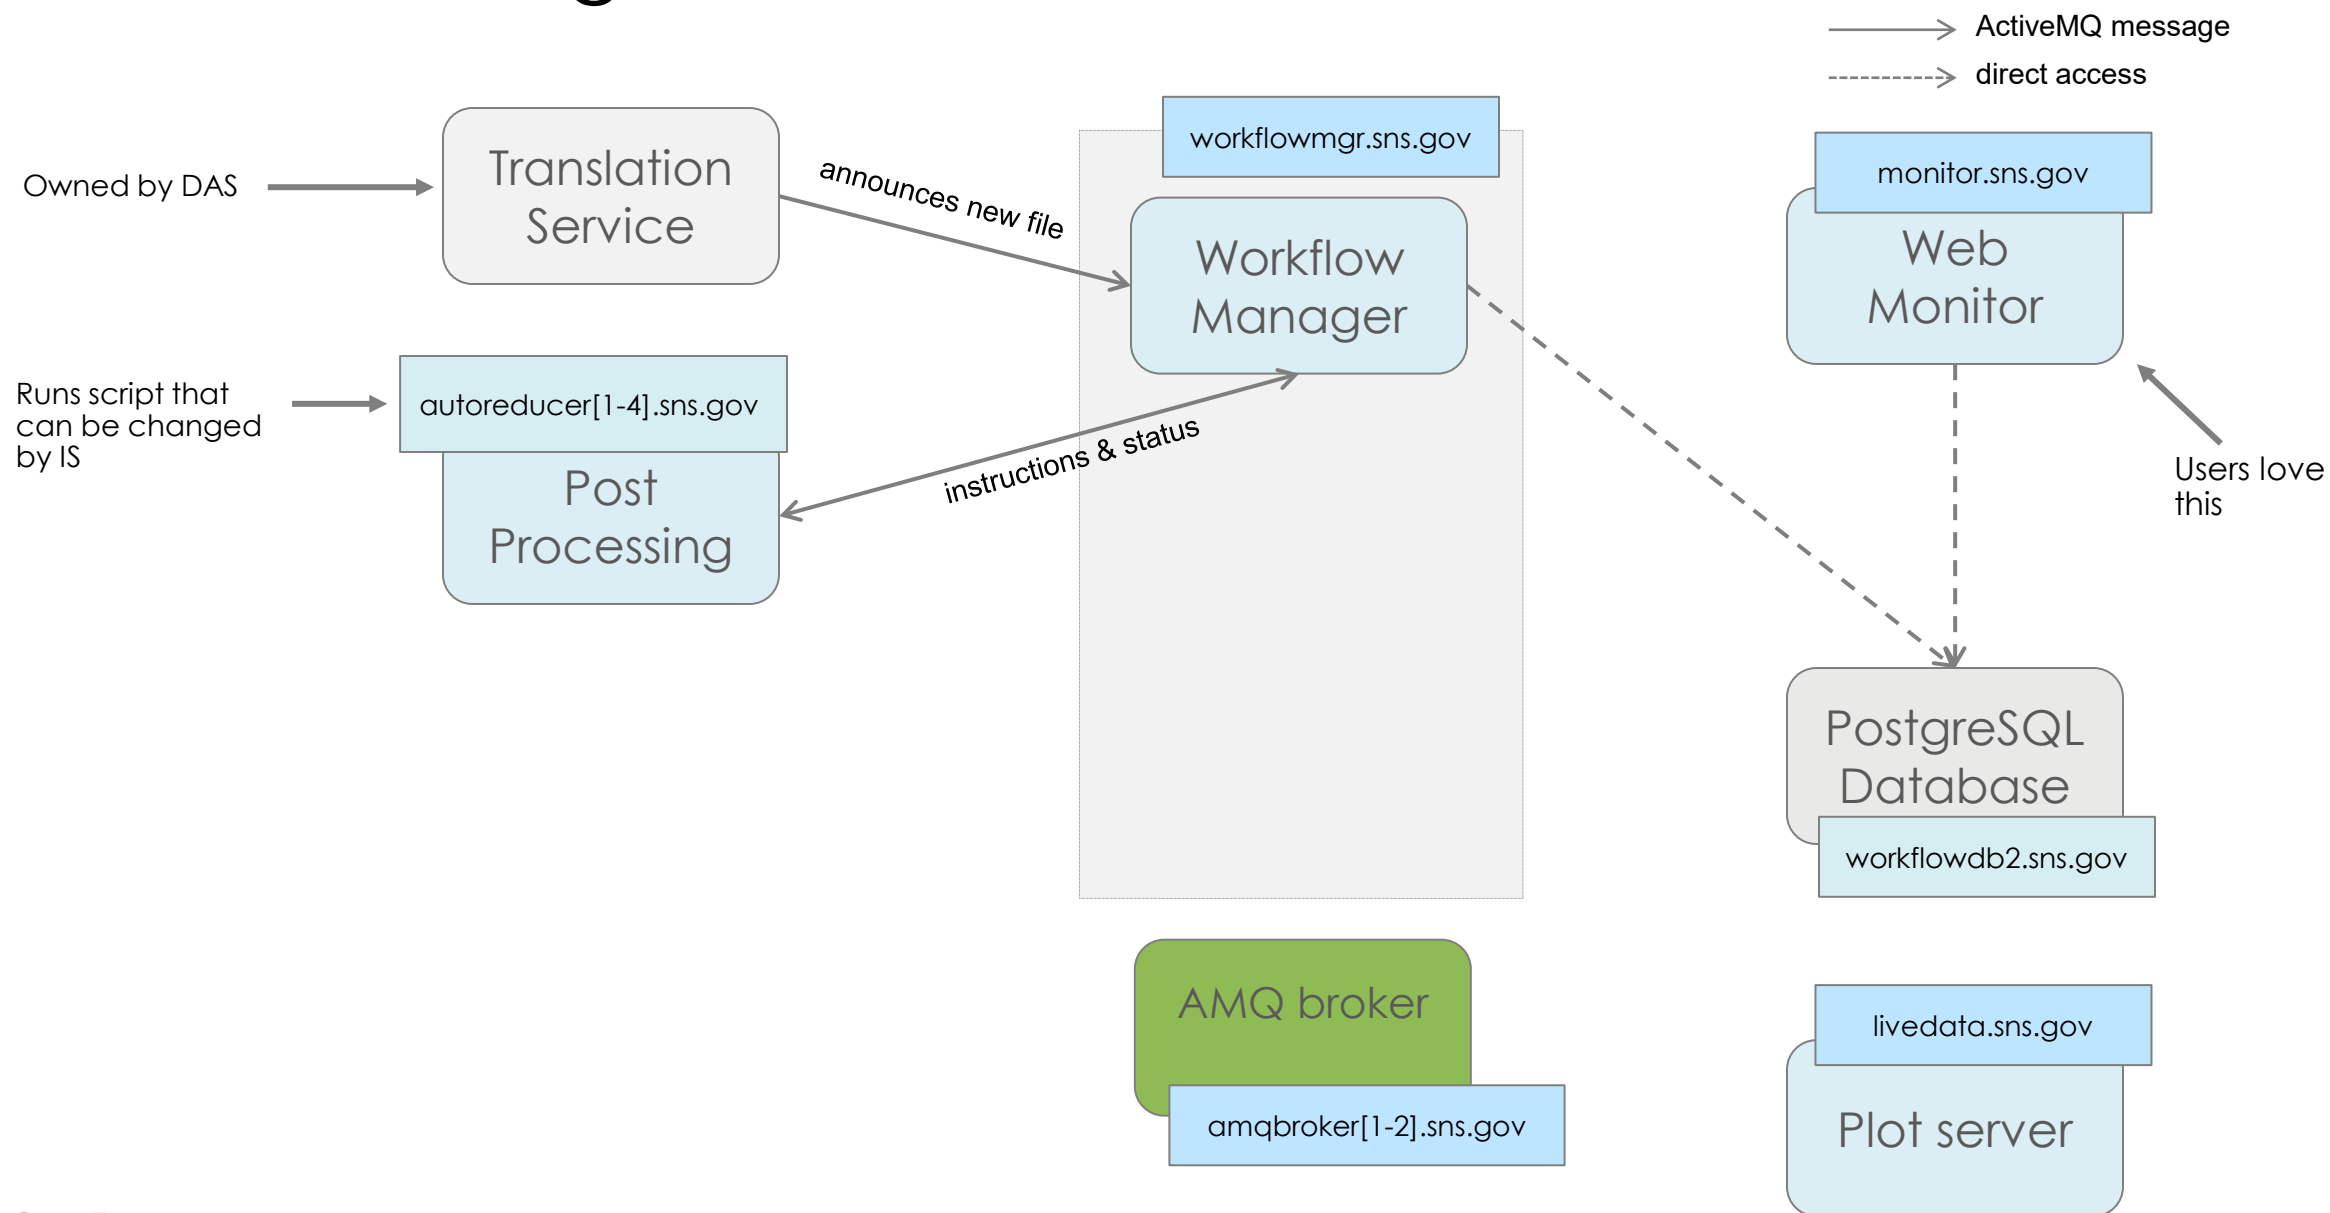 ActiveMQ message
direct access
workflowmgr.sns.gov
monitor.sns.gov
Owned by DAS
Translation
Service
announces new file
Workflow
Manager
Web
Monitor
Runs script that
can be changed
by IS
autoreducer[1-4].sns.gov
Post
Processing
instructions & status
Users love
this
PostgreSQL
Database
workflowdb2.sns.gov
AMQ broker
amqbroker[1-2].sns.gov
livedata.sns.gov
Plot server